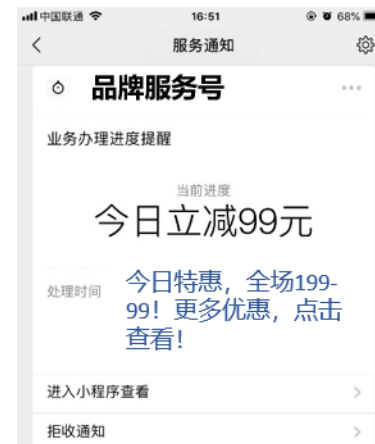 中国联通 16:51 68%
服务通知
品牌服务号
业务办理进度提醒
当前进度
今日立减99元
处理时间 今日特惠，全场199-
99！更多优惠，点击
查看！
进入小程序查看
拒收通知